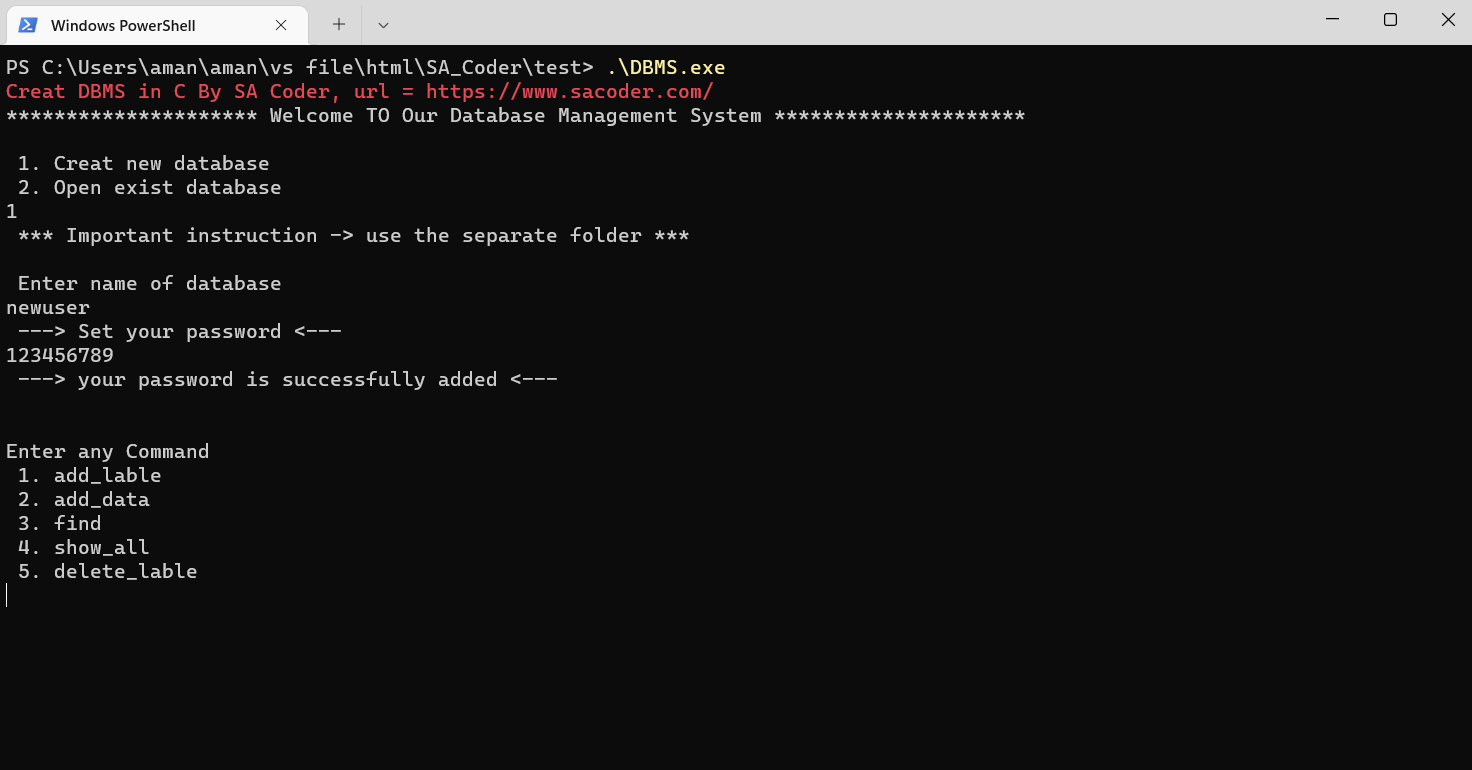 Windows PowerShell
PS C:\Users\aman\aman\vs file\html\SA_Coder\test> .\DBMS.exe
Creat DBMS in C By SA Coder, url = https://www.sacoder.com/
********************* Welcome TO Our Database Management System *********************
1. Creat new database
2. Open exist database
1
*** Important instruction -> use the separate folder ***
Enter name of database
newuser
---> Set your password <---
123456789
---> your password is successfully added <---
Enter any Command
1. add_lable
2. add_data
3. find
4. show_all
5. delete_lable